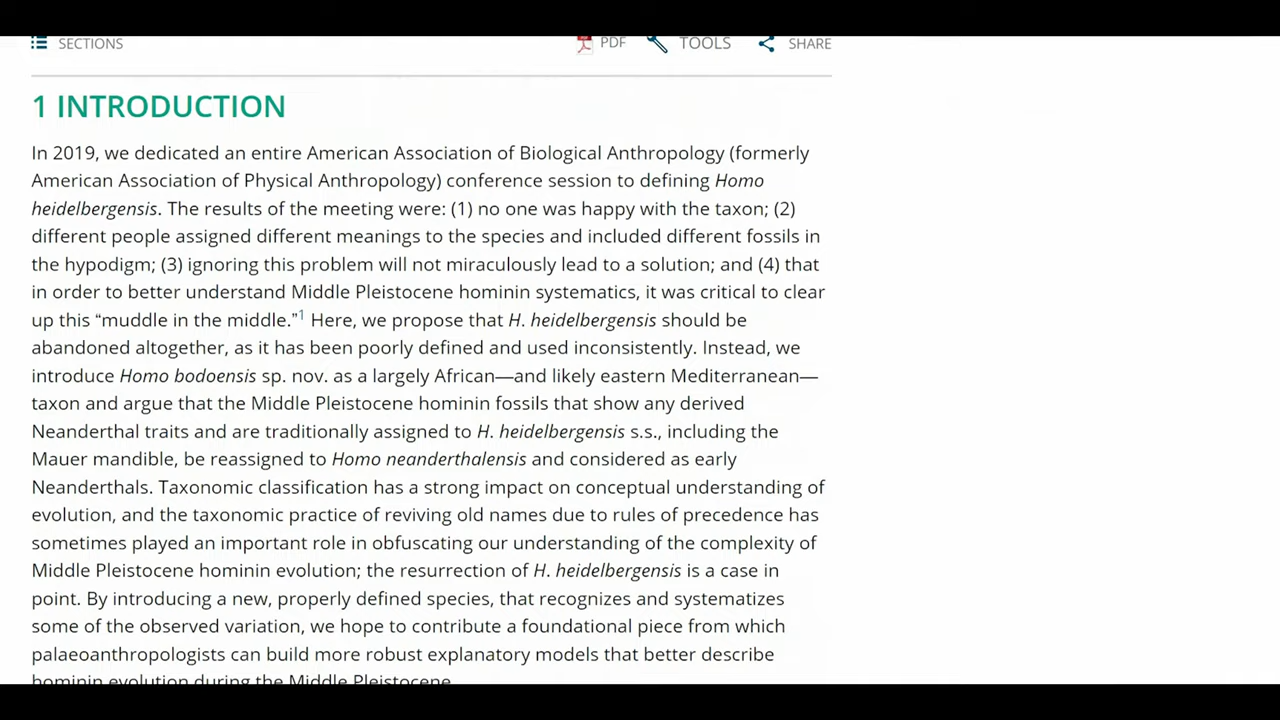 SECTIONS PDF TOOLS SHARE
1 INTRODUCTION
In 2019, we dedicated an entire American Association of Biological Anthropology (formerly
American Association of Physical Anthropology) conference session to defining Homo
heidelbergensis. The results of the meeting were: (1) no one was happy with the taxon; (2)
different people assigned different meanings to the species and included different fossils in
the hypodigm; (3) ignoring this problem will not miraculously lead to a solution; and (4) that
in order to better understand Middle Pleistocene hominin systematics, it was critical to clear
up this “muddle in the middle.”1 Here, we propose that H. heidelbergensis should be
abandoned altogether, as it has been poorly defined and used inconsistently. Instead, we
introduce Homo bodoensis sp. nov. as a largely African—and likely eastern Mediterranean—
taxon and argue that the Middle Pleistocene hominin fossils that show any derived
Neanderthal traits and are traditionally assigned to H. heidelbergensis s.s., including the
Mauer mandible, be reassigned to Homo neanderthalensis and considered as early
Neanderthals. Taxonomic classification has a strong impact on conceptual understanding of
evolution, and the taxonomic practice of reviving old names due to rules of precedence has
sometimes played an important role in obfuscating our understanding of the complexity of
Middle Pleistocene hominin evolution; the resurrection of H. heidelbergensis is a case in
point. By introducing a new, properly defined species, that recognizes and systematizes
some of the observed variation, we hope to contribute a foundational piece from which
palaeoanthropologists can build more robust explanatory models that better describe
hominin evolution during the Middle Pleistocene.